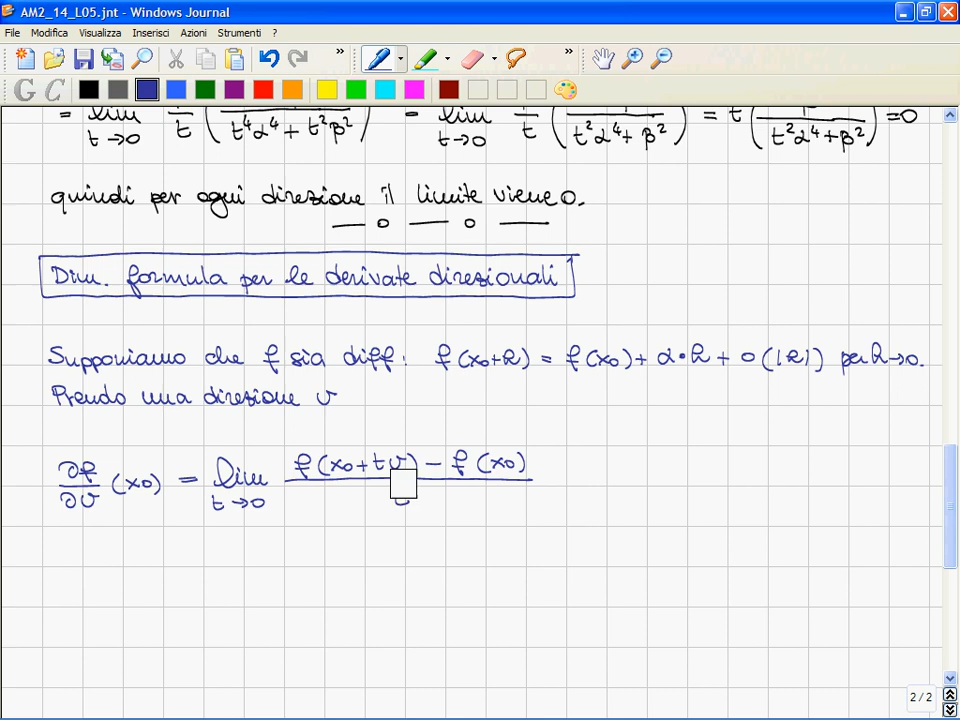 AM2_14_L05.jnt - Windows Journal
File Modifica Visualizza Inserisci Azioni Strumenti ?
G C
= lim t→0 1/t ( / t⁴α⁴ + t²β² ) = lim t→0 1/t ( / t²α⁴ + β² ) = t ( / t²α⁴ + β² ) = 0
quindi per ogni direzione il limite viene 0.
— o — o —
Dim. formula per le derivate direzionali
Supponiamo che f sia diff: f(x0+h) = f(x0) + α•h + o(|h|) per h→0.
Prendo una direzione v
∂f/∂v (x0) = lim t→0 f(x0+tv) – f(x0)
2 / 2